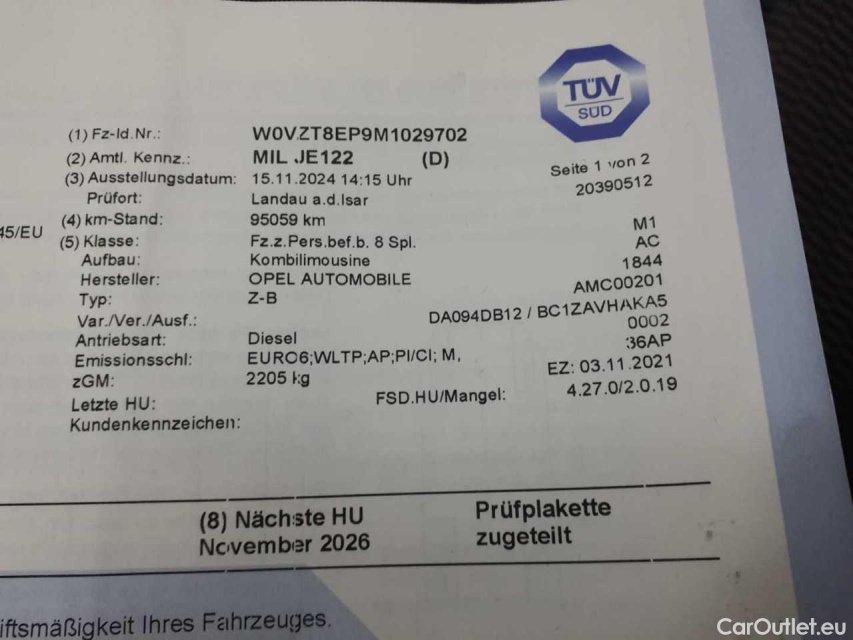 TÜV
SÜD
(1) Fz-Id.Nr.: W0VZT8EP9M1029702
(2) Amtl. Kennz.: MIL JE122 (D)
Seite 1 von 2
(3) Ausstellungsdatum: 15.11.2024 14:15 Uhr
20390512
Prüfort: Landau a.d.Isar
45/EU (4) km-Stand: 95059 km M1
(5) Klasse: Fz.z.Pers.bef.b. 8 Spl. AC
Aufbau: Kombilimousine 1844
Hersteller: OPEL AUTOMOBILE AMC00201
Typ: Z-B
Var./Ver./Ausf.: DA094DB12 / BC1ZAVHAKA5
0002
Antriebsart: Diesel 36AP
Emissionsschl: EURO6;WLTP;AP;PI/CI; M,
EZ: 03.11.2021
zGM: 2205 kg
Letzte HU: FSD.HU/Mangel: 4.27.0/2.0.19
Kundenkennzeichen:
(8) Nächste HU Prüfplakette
November 2026 zugeteilt
iftsmäßigkeit Ihres Fahrzeuges.
CarOutlet.eu